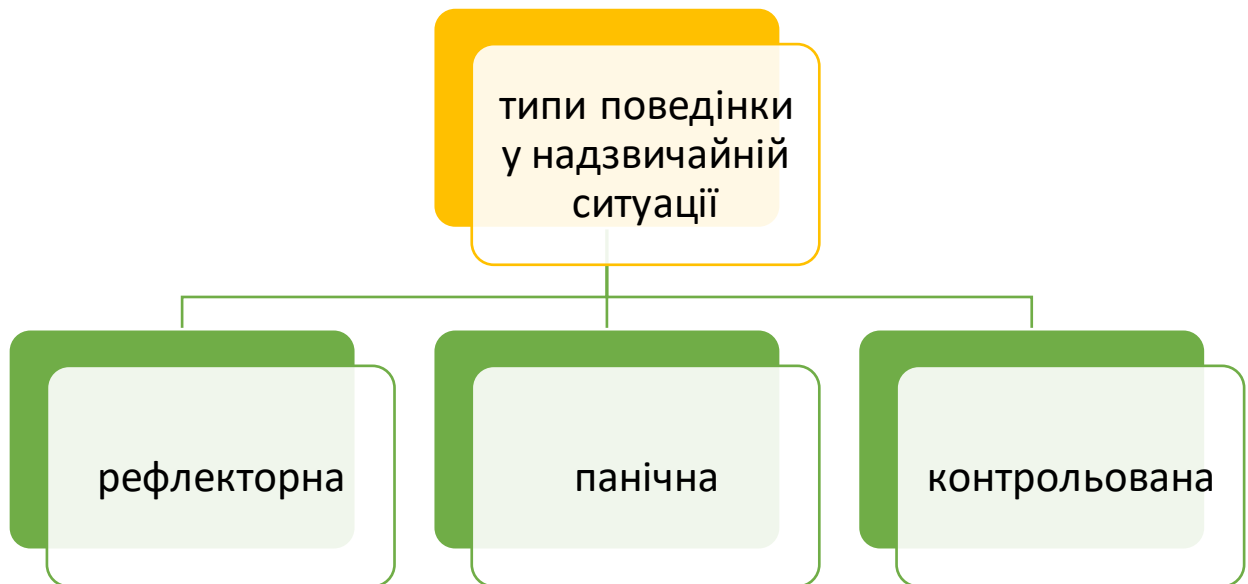 типи поведінки
у надзвичайній
ситуації
рефлекторна
панічна
контрольована